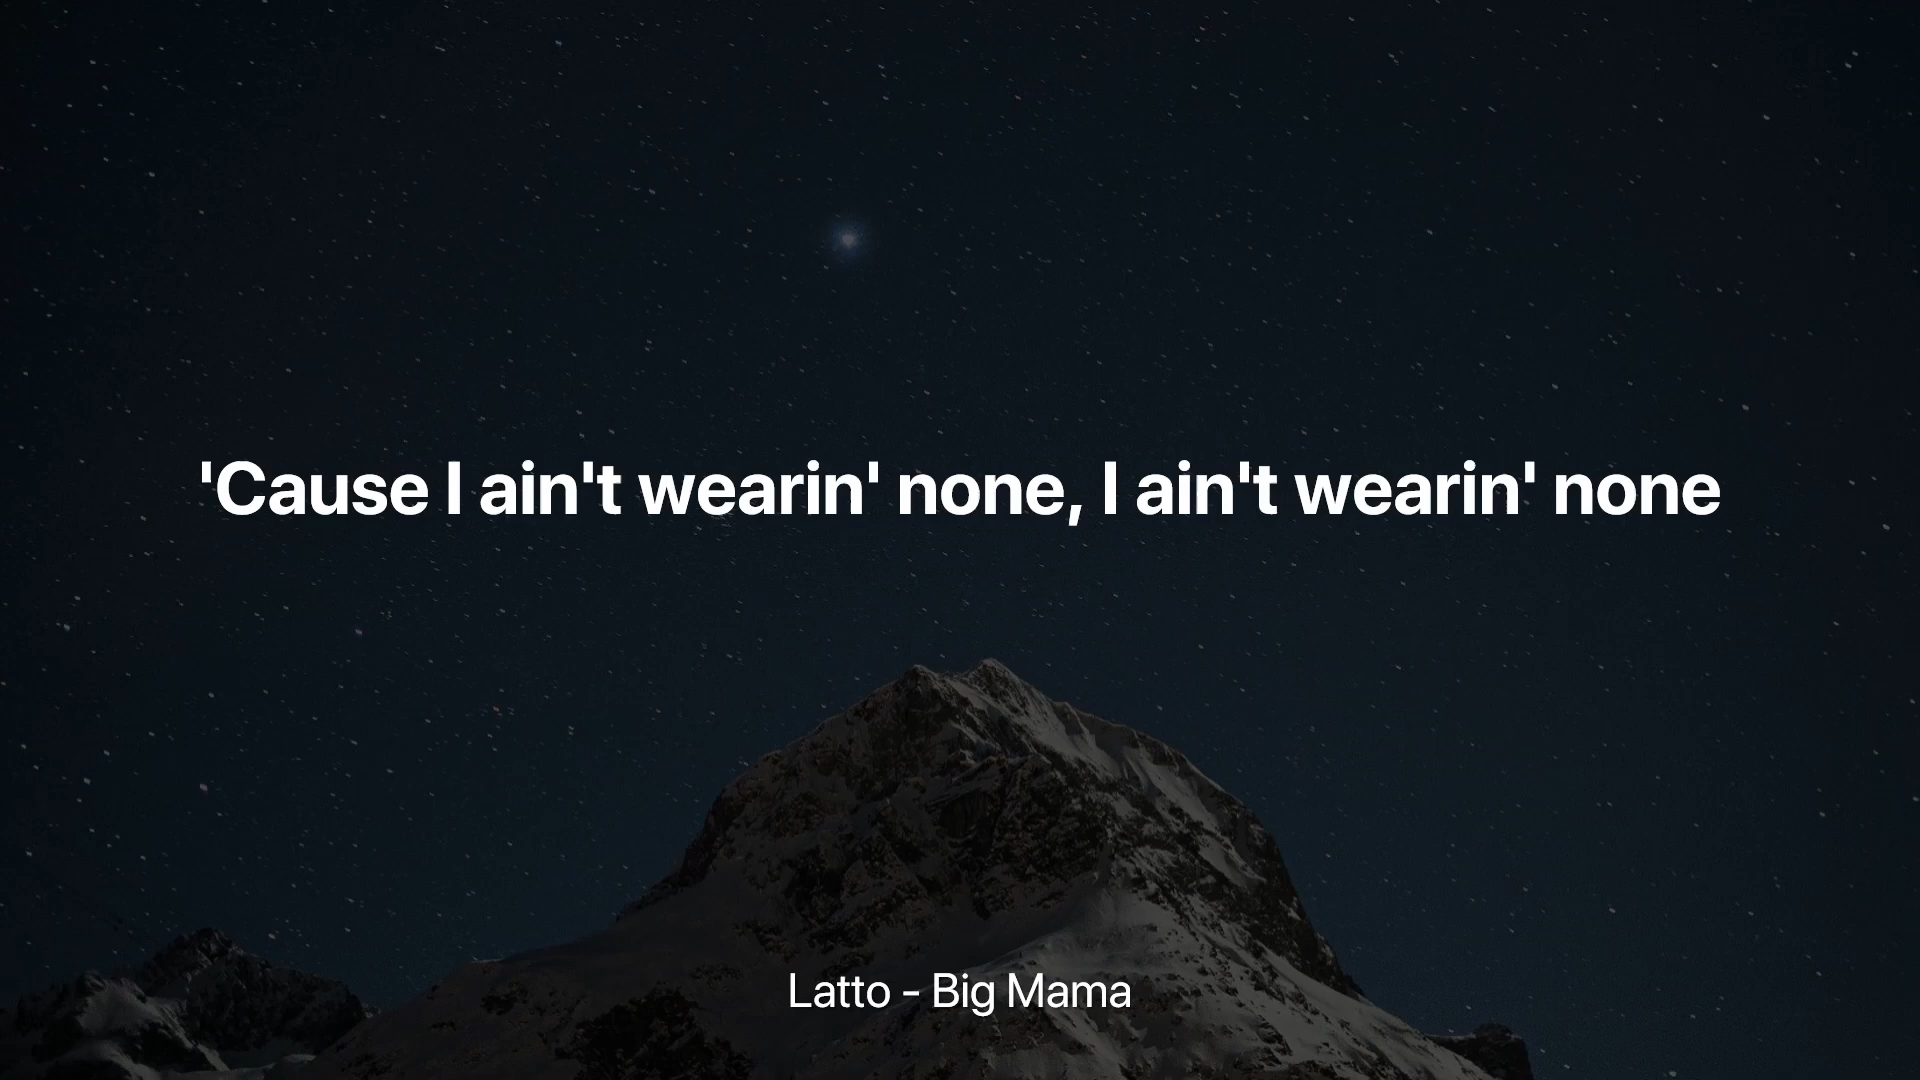 'Cause I ain't wearin' none, I ain't wearin' none
Latto - Big Mama